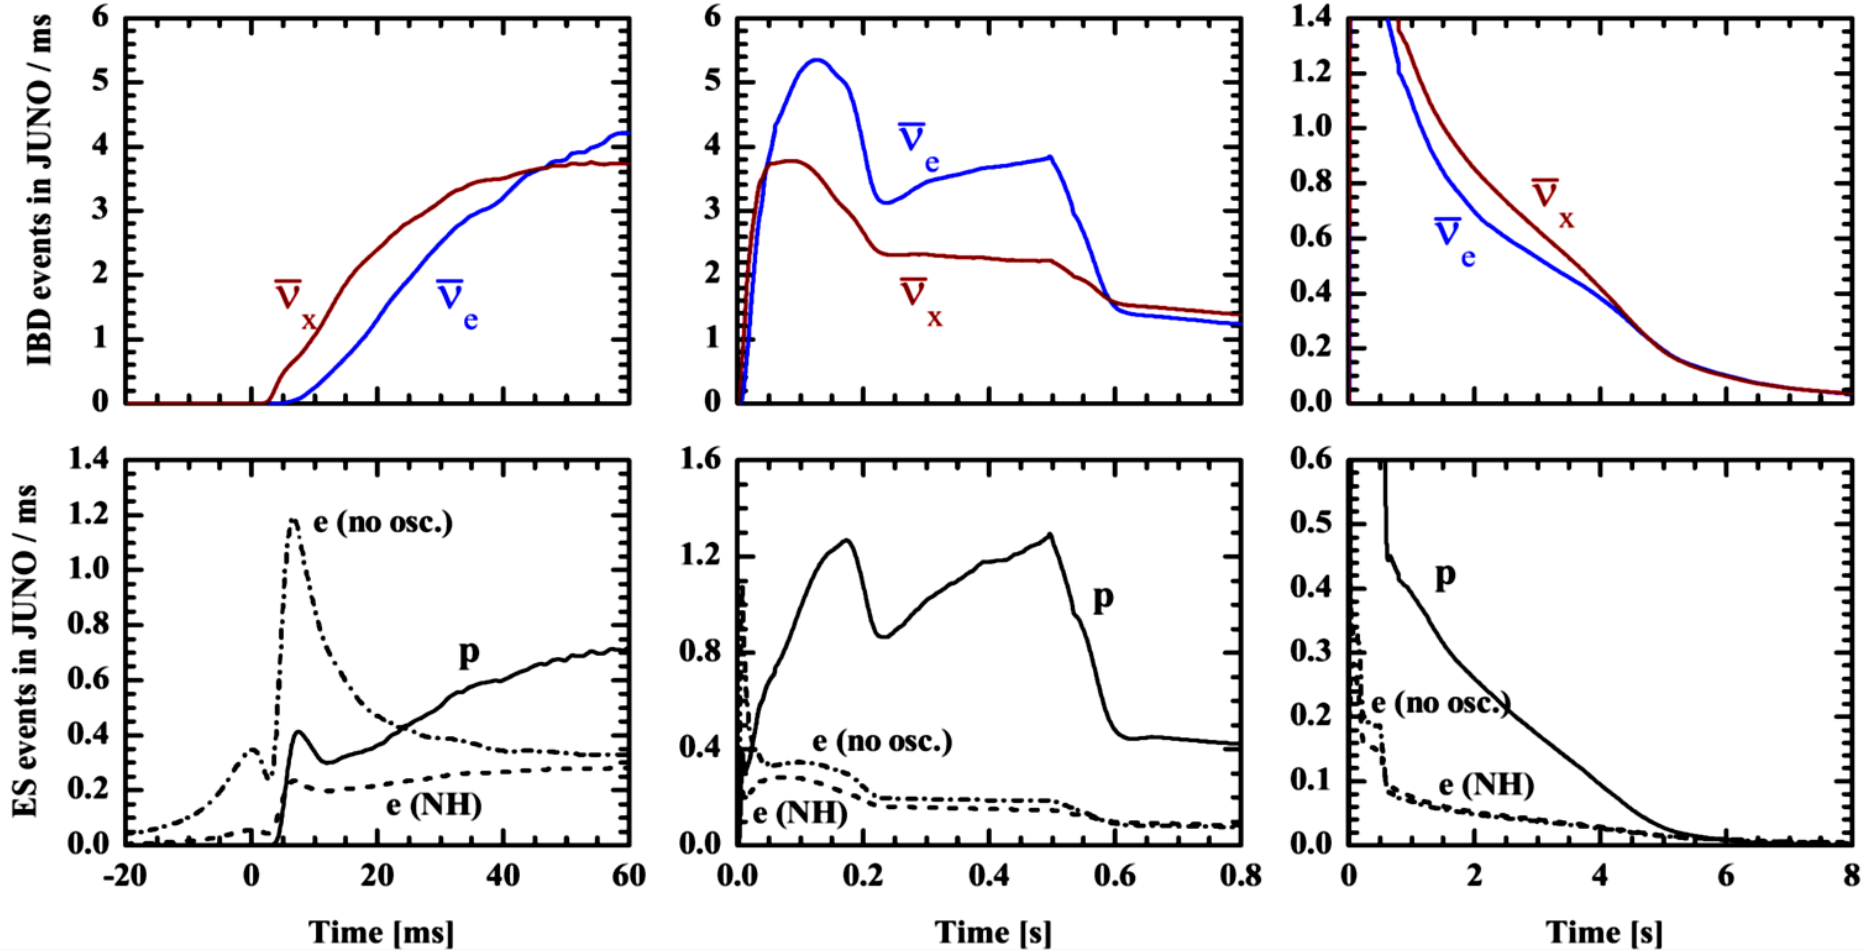 IBD events in JUNO / ms
6
5
4
3
2
1
0
ν̄x
ν̄e
6
5
4
3
2
1
0
ν̄e
ν̄x
1.4
1.2
1.0
0.8
0.6
0.4
0.2
0.0
ν̄x
ν̄e
ES events in JUNO / ms
1.4
1.2
1.0
0.8
0.6
0.4
0.2
0.0
e (no osc.)
p
e (NH)
-20 0 20 40 60
Time [ms]
1.6
1.2
0.8
0.4
0.0
p
e (no osc.)
e (NH)
0.0 0.2 0.4 0.6 0.8
Time [s]
0.6
0.5
0.4
0.3
0.2
0.1
0.0
p
e (no osc.)
e (NH)
0 2 4 6 8
Time [s]